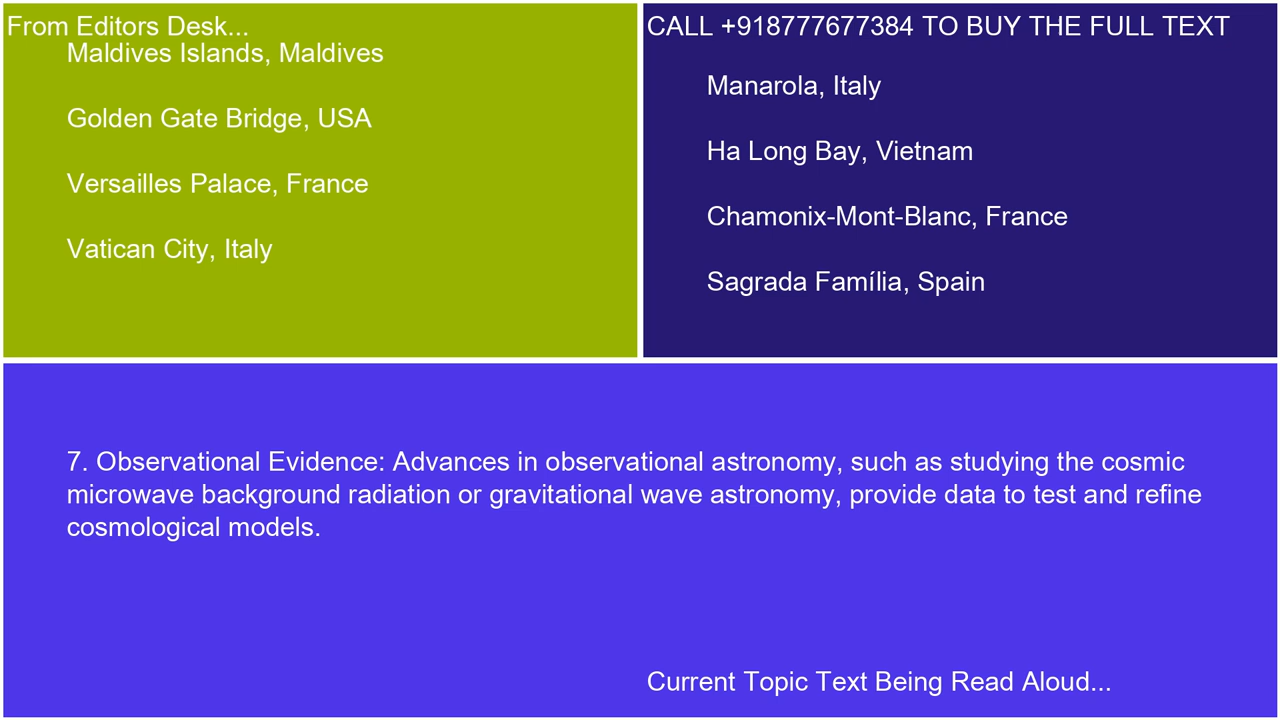 From Editors Desk...
Maldives Islands, Maldives
Golden Gate Bridge, USA
Versailles Palace, France
Vatican City, Italy
CALL +918777677384 TO BUY THE FULL TEXT
Manarola, Italy
Ha Long Bay, Vietnam
Chamonix-Mont-Blanc, France
Sagrada Família, Spain
7. Observational Evidence: Advances in observational astronomy, such as studying the cosmic
microwave background radiation or gravitational wave astronomy, provide data to test and refine
cosmological models.
Current Topic Text Being Read Aloud...